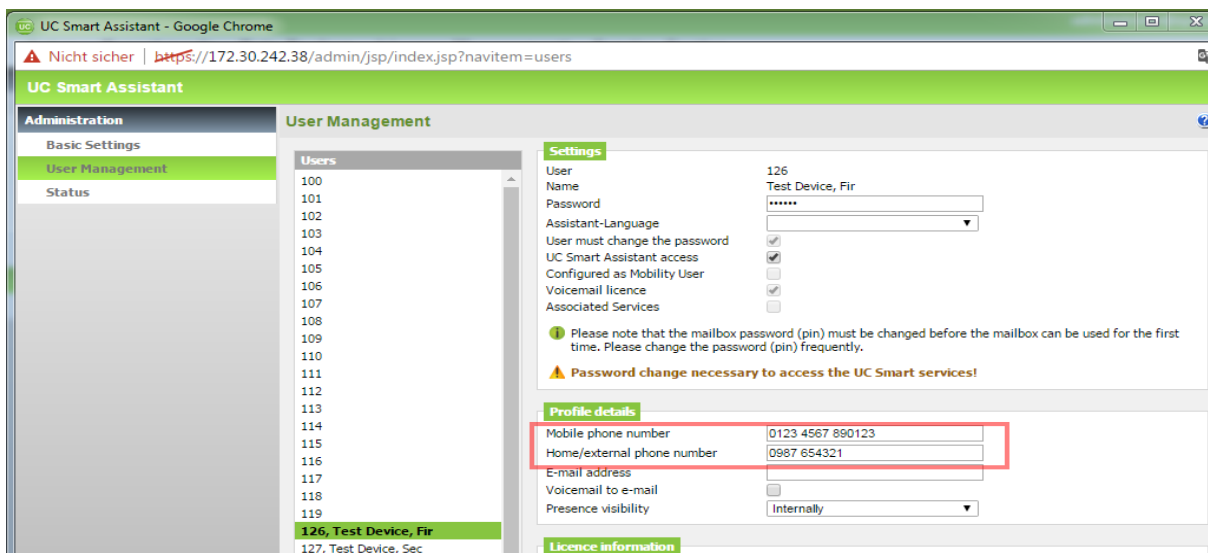 UC Smart Assistant - Google Chrome
Nicht sicher | https://172.30.242.38/admin/jsp/index.jsp?navitem=users
UC Smart Assistant
Administration
Basic Settings
User Management
Status
User Management
Users
100
101
102
103
104
105
106
107
108
109
110
111
112
113
114
115
116
117
118
119
126, Test Device, Fir
127, Test Device, Sec
Settings
User 126
Name Test Device, Fir
Password ••••••
Assistant-Language
User must change the password
UC Smart Assistant access
Configured as Mobility User
Voicemail licence
Associated Services
Please note that the mailbox password (pin) must be changed before the mailbox can be used for the first
time. Please change the password (pin) frequently.
Password change necessary to access the UC Smart services!
Profile details
Mobile phone number 0123 4567 890123
Home/external phone number 0987 654321
E-mail address
Voicemail to e-mail
Presence visibility Internally
Licence information